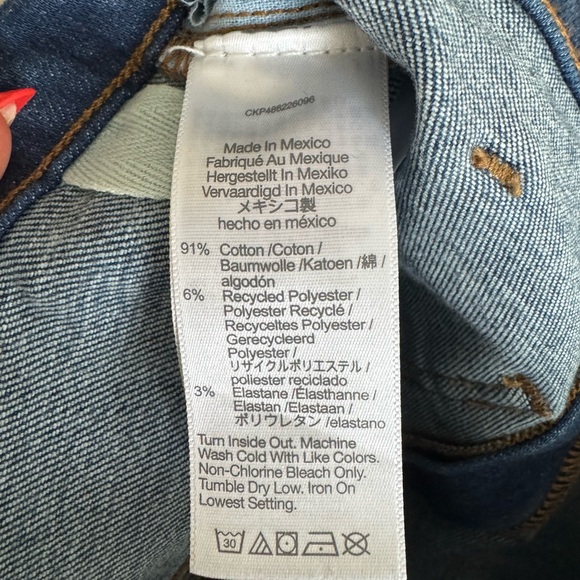 CKP486226096
Made In Mexico
Fabriqué Au Mexique
Hergestellt In Mexiko
Vervaardigd In Mexico
メキシコ製
hecho en méxico
91% Cotton /Coton /
Baumwolle /Katoen /綿 /
algodón
6% Recycled Polyester /
Polyester Recyclé /
Recyceltes Polyester /
Gerecycleerd
Polyester /
リサイクルポリエステル /
poliester reciclado
3% Elastane /Élasthanne /
Elastan /Elastaan /
ポリウレタン /elastano
Turn Inside Out. Machine
Wash Cold With Like Colors.
Non-Chlorine Bleach Only.
Tumble Dry Low. Iron On
Lowest Setting.
30